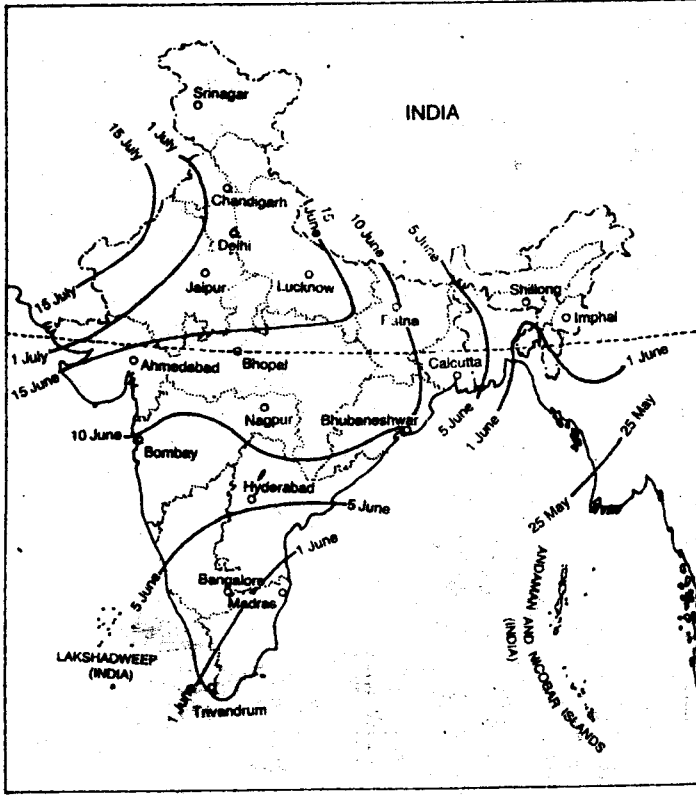 INDIA
Srinagar
15 July
1 July
Chandigarh
Delhi
15
1 June
10 June
5 June
Jaipur
Lucknow
Patna
Shillong
Imphal
15 July
1 July
15 June
Ahmedabad
Bhopal
Calcutta
1 June
10 June
Nagpur
Bhubaneshwar
5 June
1 June
25 May
Bombay
Hyderabad
5 June
25 May
1 June
5 June
Bangalore
Madras
LAKSHADWEEP
(INDIA)
1 June
Trivandrum
ANDAMAN AND NICOBAR ISLANDS
(INDIA)